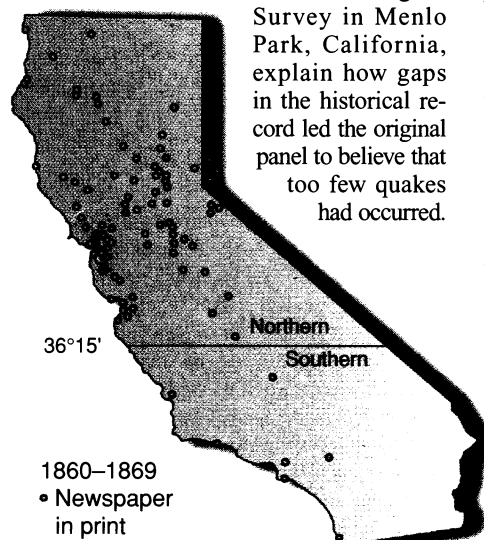 Survey in Menlo
Park, California,
explain how gaps
in the historical re-
cord led the original
panel to believe that
too few quakes
had occurred.
Northern
36°15'
Southern
1860–1869
Newspaper
in print